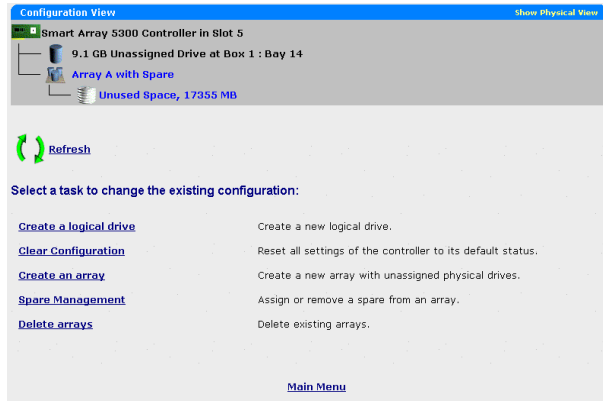 Configuration View Show Physical View
Smart Array 5300 Controller in Slot 5
9.1 GB Unassigned Drive at Box 1 : Bay 14
Array A with Spare
Unused Space, 17355 MB
Refresh
Select a task to change the existing configuration:
Create a logical drive Create a new logical drive.
Clear Configuration Reset all settings of the controller to its default status.
Create an array Create a new array with unassigned physical drives.
Spare Management Assign or remove a spare from an array.
Delete arrays Delete existing arrays.
Main Menu